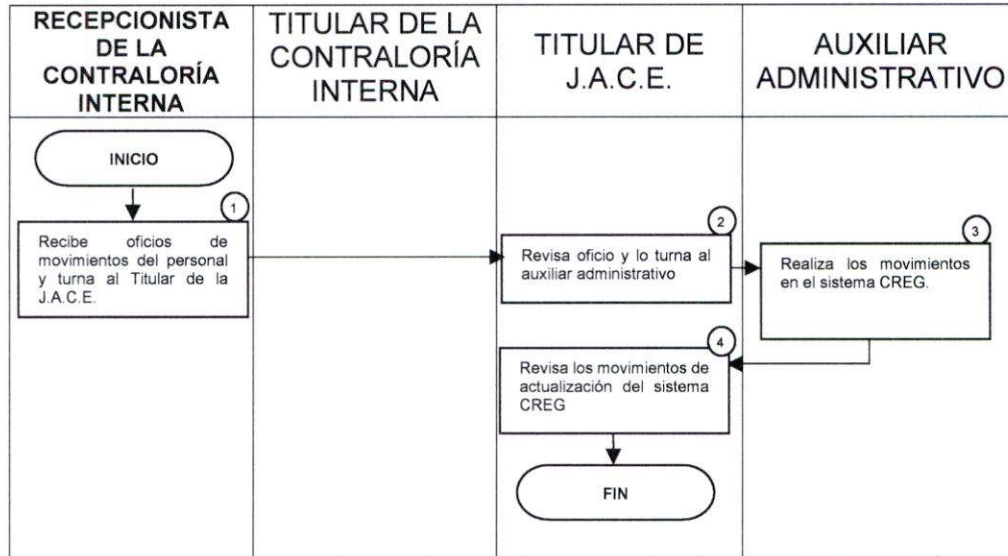 RECEPCIONISTA
DE LA
CONTRALORÍA
INTERNA
TITULAR DE LA
CONTRALORÍA
INTERNA
TITULAR DE
J.A.C.E.
AUXILIAR
ADMINISTRATIVO
INICIO
1
Recibe oficios de
movimientos del personal
y turna al Titular de la
J.A.C.E.
2
Revisa oficio y lo turna al
auxiliar administrativo
3
Realiza los movimientos
en el sistema CREG.
4
Revisa los movimientos de
actualización del sistema
CREG
FIN